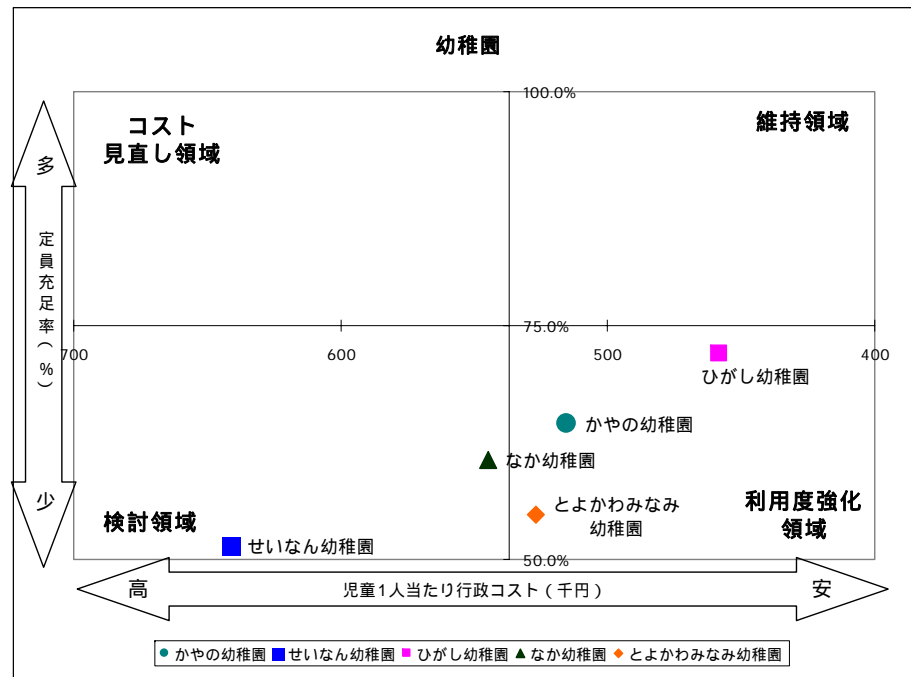 幼稚園
100.0%
コスト
見直し領域
維持領域
多
定員充足率(%)
75.0%
700
600
500
400
ひがし幼稚園
かやの幼稚園
なか幼稚園
少
検討領域
とよかわみなみ
幼稚園
利用度強化
領域
せいなん幼稚園
50.0%
高
児童1人当たり行政コスト(千円)
安
かやの幼稚園 せいなん幼稚園 ひがし幼稚園 なか幼稚園 とよかわみなみ幼稚園